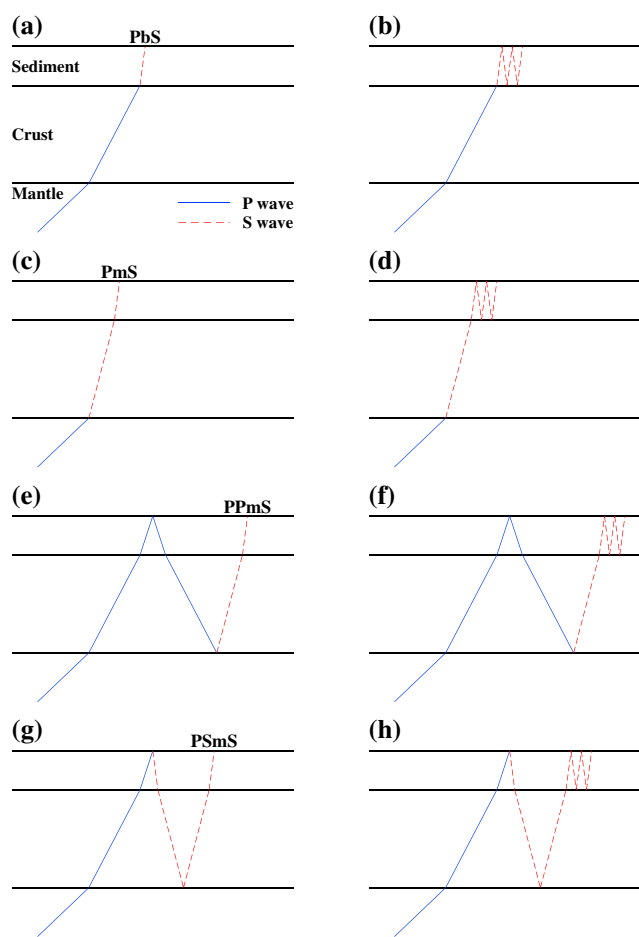 (a)
PbS
(b)
Sediment
Crust
Mantle
P wave
S wave
(c)
PmS
(d)
(e)
PPmS
(f)
(g)
PSmS
(h)